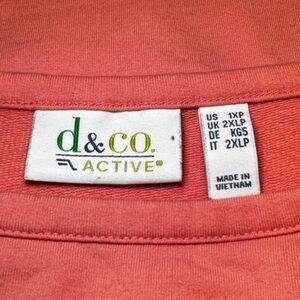 d&co.
ACTIVE®
US 1XP
UK 2XLP
DE KG5
IT 2XLP
MADE IN
VIETNAM